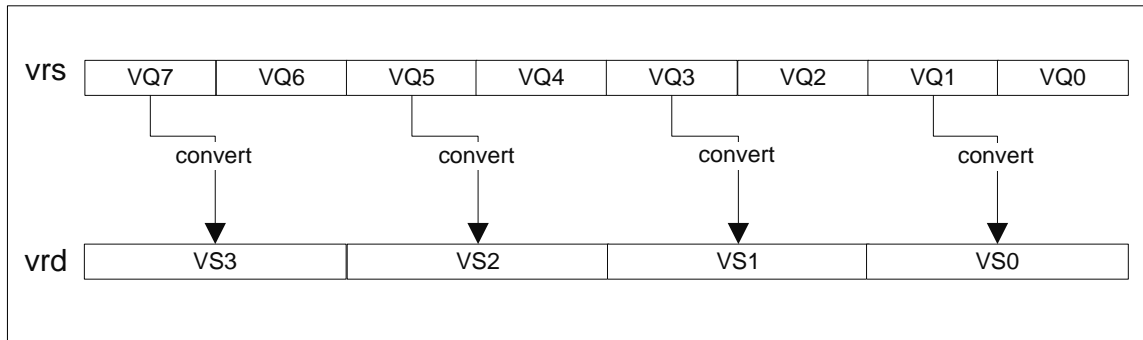 vrs VQ7 VQ6 VQ5 VQ4 VQ3 VQ2 VQ1 VQ0
convert convert convert convert
vrd VS3 VS2 VS1 VS0